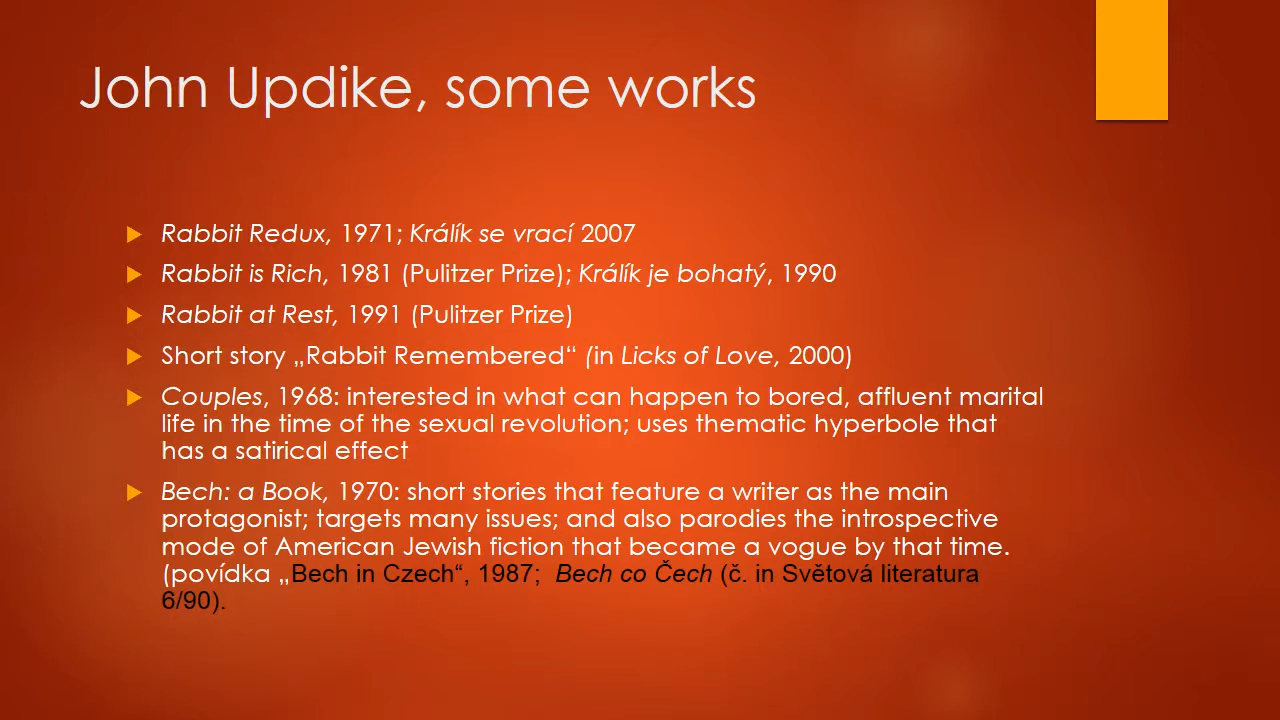 John Updike, some works
Rabbit Redux, 1971; Králík se vrací 2007
Rabbit is Rich, 1981 (Pulitzer Prize); Králík je bohatý, 1990
Rabbit at Rest, 1991 (Pulitzer Prize)
Short story „Rabbit Remembered“ (in Licks of Love, 2000)
Couples, 1968: interested in what can happen to bored, affluent marital
life in the time of the sexual revolution; uses thematic hyperbole that
has a satirical effect
Bech: a Book, 1970: short stories that feature a writer as the main
protagonist; targets many issues; and also parodies the introspective
mode of American Jewish fiction that became a vogue by that time.
(povídka „Bech in Czech“, 1987; Bech co Čech (č. in Světová literatura
6/90).